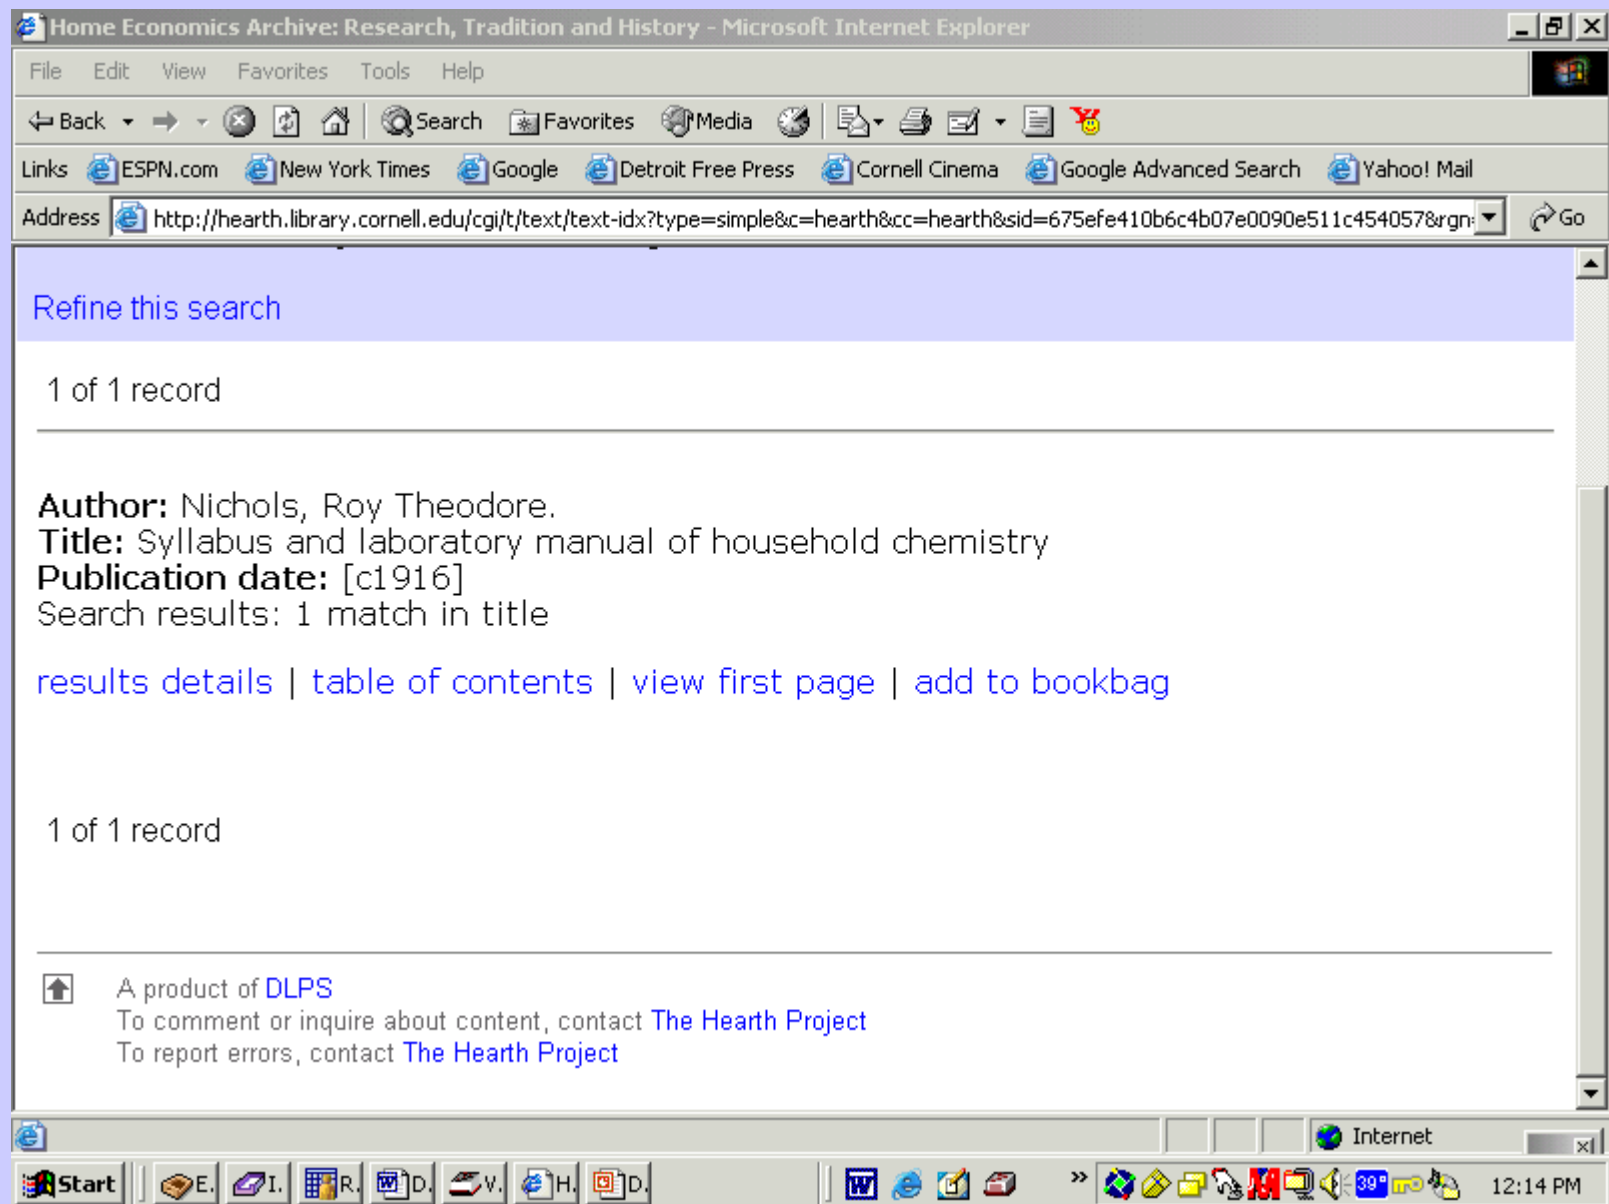 Home Economics Archive: Research, Tradition and History - Microsoft Internet Explorer
File Edit View Favorites Tools Help
Back Search Favorites Media
Links ESPN.com New York Times Google Detroit Free Press Cornell Cinema Google Advanced Search Yahoo! Mail
Address http://hearth.library.cornell.edu/cgi/t/text/text-idx?type=simple&c=hearth&cc=hearth&sid=675efe410b6c4b07e0090e511c454057&rgn= Go
Refine this search
1 of 1 record
Author: Nichols, Roy Theodore.
Title: Syllabus and laboratory manual of household chemistry
Publication date: [c1916]
Search results: 1 match in title
results details | table of contents | view first page | add to bookbag
1 of 1 record
A product of DLPS
To comment or inquire about content, contact The Hearth Project
To report errors, contact The Hearth Project
Internet
Start E. I. R. D. V. H. D. 39° 12:14 PM